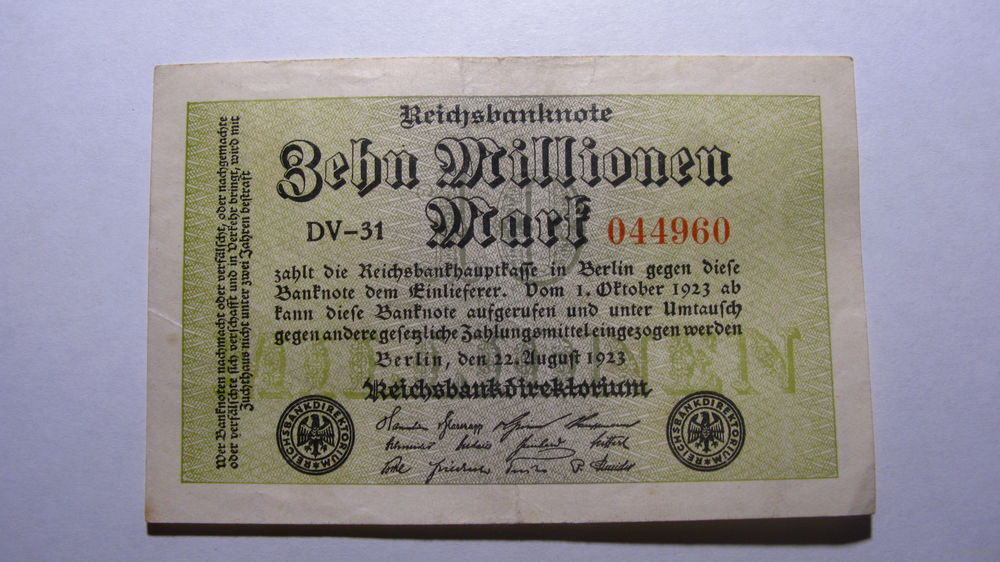 Reichsbanknote
Zehn Millionen
Mark
DV-31
044960
zahlt die Reichsbankhauptkasse in Berlin gegen diese
Banknote dem Einlieferer. Vom 1. Oktober 1923 ab
kann diese Banknote aufgerufen und unter Umtausch
gegen andere gesetzliche Zahlungsmittel eingezogen werden
Berlin, den 22. August 1923
Reichsbankdirektorium
REICHSBANKDIREKTORIUM
REICHSBANKDIREKTORIUM
Wer Banknoten nachmacht oder verfälscht, oder nachgemachte
oder verfälschte sich verschafft und in Verkehr bringt, wird mit
Zuchthaus nicht unter zwei Jahren bestraft